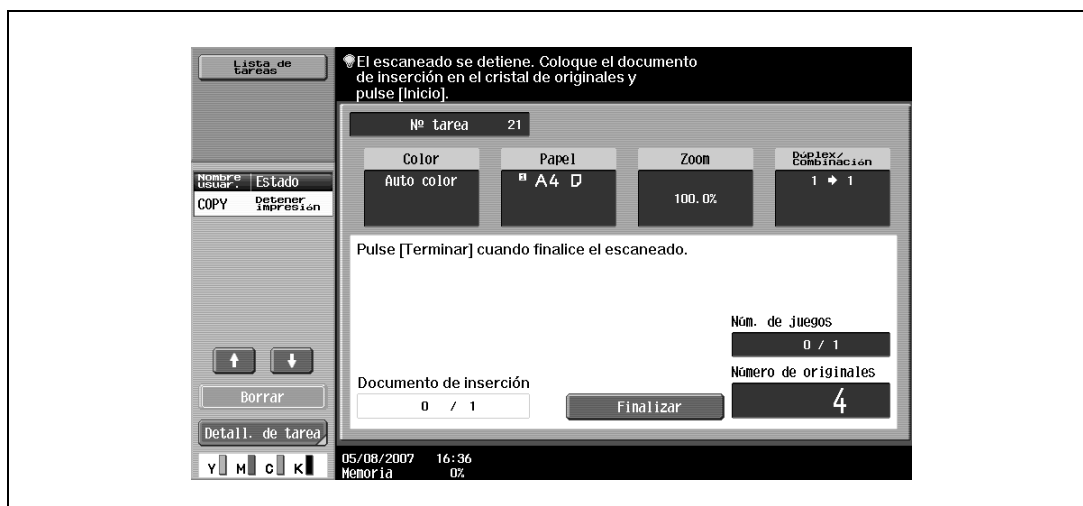 Lista de
tareas
El escaneado se detiene. Coloque el documento
de inserción en el cristal de originales y
pulse [Inicio].
Nº tarea 21
Color
Papel
Zoom
Dúplex/
Combinación
Auto color
1 A4
100.0%
1 → 1
Nombre
usuar.
Estado
COPY
Detener
impresión
Pulse [Terminar] cuando finalice el escaneado.
Núm. de juegos
0 / 1
Número de originales
4
Documento de inserción
0 / 1
Finalizar
Borrar
Detall. de tarea
Y M C K
05/08/2007 16:36
Memoria 0%